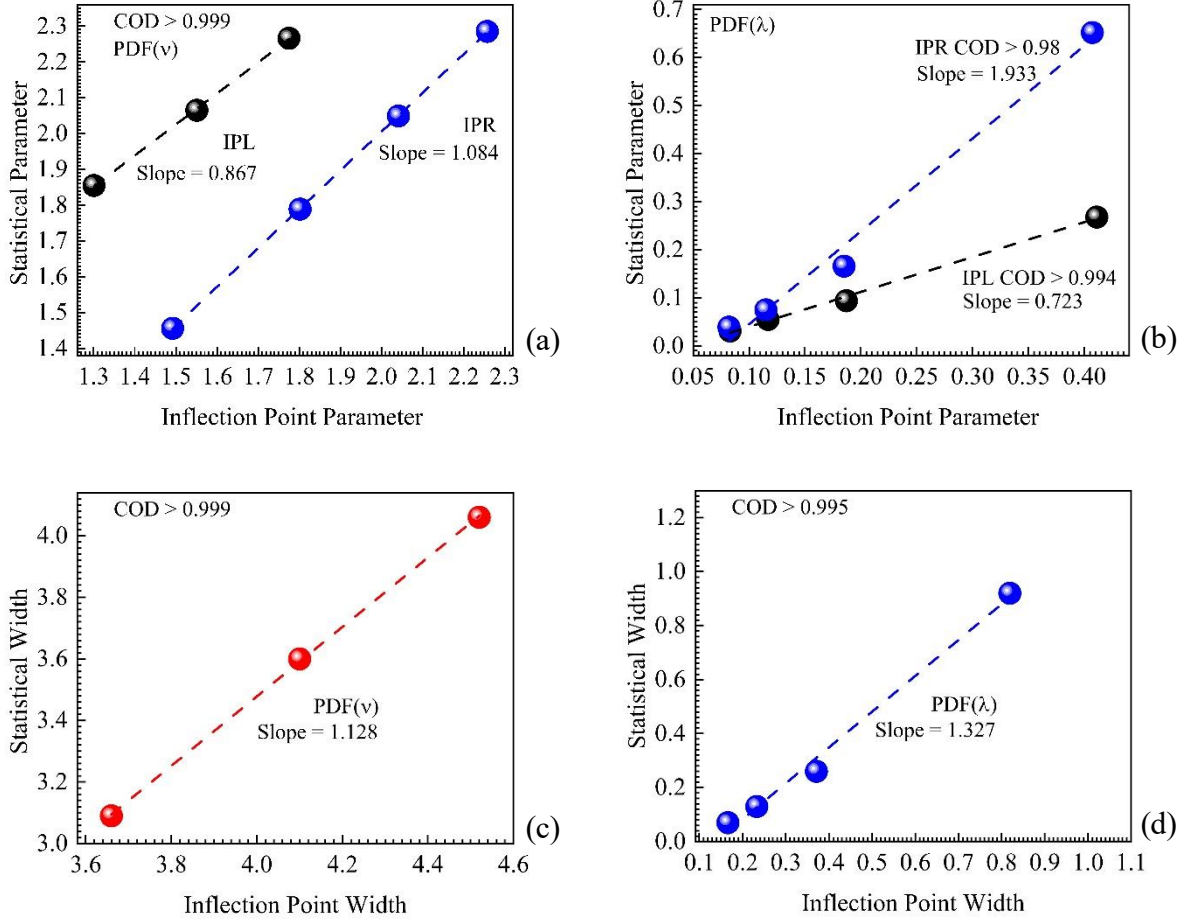 COD > 0.999
PDF(ν)
IPL
Slope = 0.867
IPR
Slope = 1.084
2.3
2.2
2.1
2.0
1.9
1.8
1.7
1.6
1.5
1.4
1.3 1.4 1.5 1.6 1.7 1.8 1.9 2.0 2.1 2.2 2.3
Statistical Parameter
Inflection Point Parameter
(a)
PDF(λ)
IPR COD > 0.98
Slope = 1.933
IPL COD > 0.994
Slope = 0.723
0.7
0.6
0.5
0.4
0.3
0.2
0.1
0.0
0.05 0.10 0.15 0.20 0.25 0.30 0.35 0.40
Statistical Parameter
Inflection Point Parameter
(b)
COD > 0.999
PDF(ν)
Slope = 1.128
4.0
3.8
3.6
3.4
3.2
3.0
3.6 3.8 4.0 4.2 4.4 4.6
Statistical Width
Inflection Point Width
(c)
COD > 0.995
PDF(λ)
Slope = 1.327
1.2
1.0
0.8
0.6
0.4
0.2
0.0
0.1 0.2 0.3 0.4 0.5 0.6 0.7 0.8 0.9 1.0 1.1
Statistical Width
Inflection Point Width
(d)